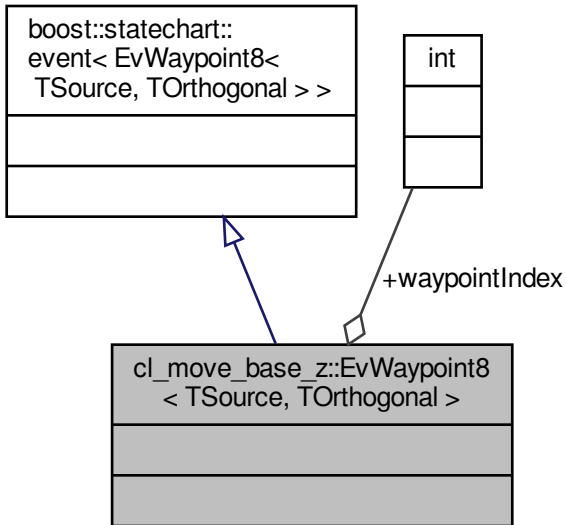 boost::statechart::
event< EvWaypoint8<
TSource, TOrthogonal > >
int
+waypointIndex
cl_move_base_z::EvWaypoint8
< TSource, TOrthogonal >